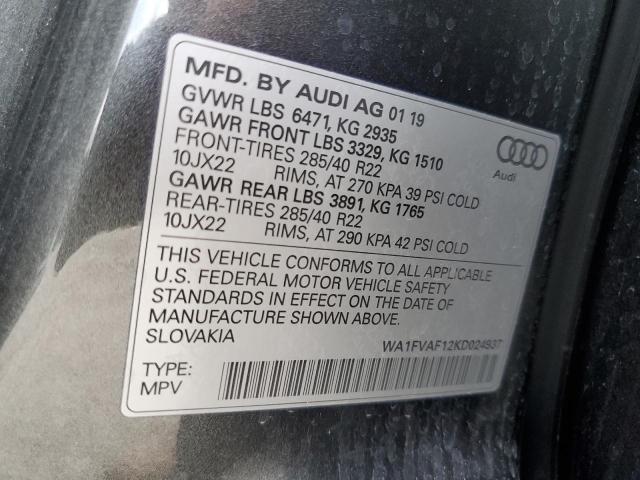 MFD. BY AUDI AG 01 19
GVWR LBS 6471, KG 2935
GAWR FRONT LBS 3329, KG 1510
FRONT-TIRES 285/40 R22
10JX22 RIMS, AT 270 KPA 39 PSI COLD
GAWR REAR LBS 3891, KG 1765
REAR-TIRES 285/40 R22
10JX22 RIMS, AT 290 KPA 42 PSI COLD
Audi
THIS VEHICLE CONFORMS TO ALL APPLICABLE
U.S. FEDERAL MOTOR VEHICLE SAFETY
STANDARDS IN EFFECT ON THE DATE OF
MANUFACTURE SHOWN ABOVE.
SLOVAKIA
WA1FVAF12KD024937
TYPE:
MPV